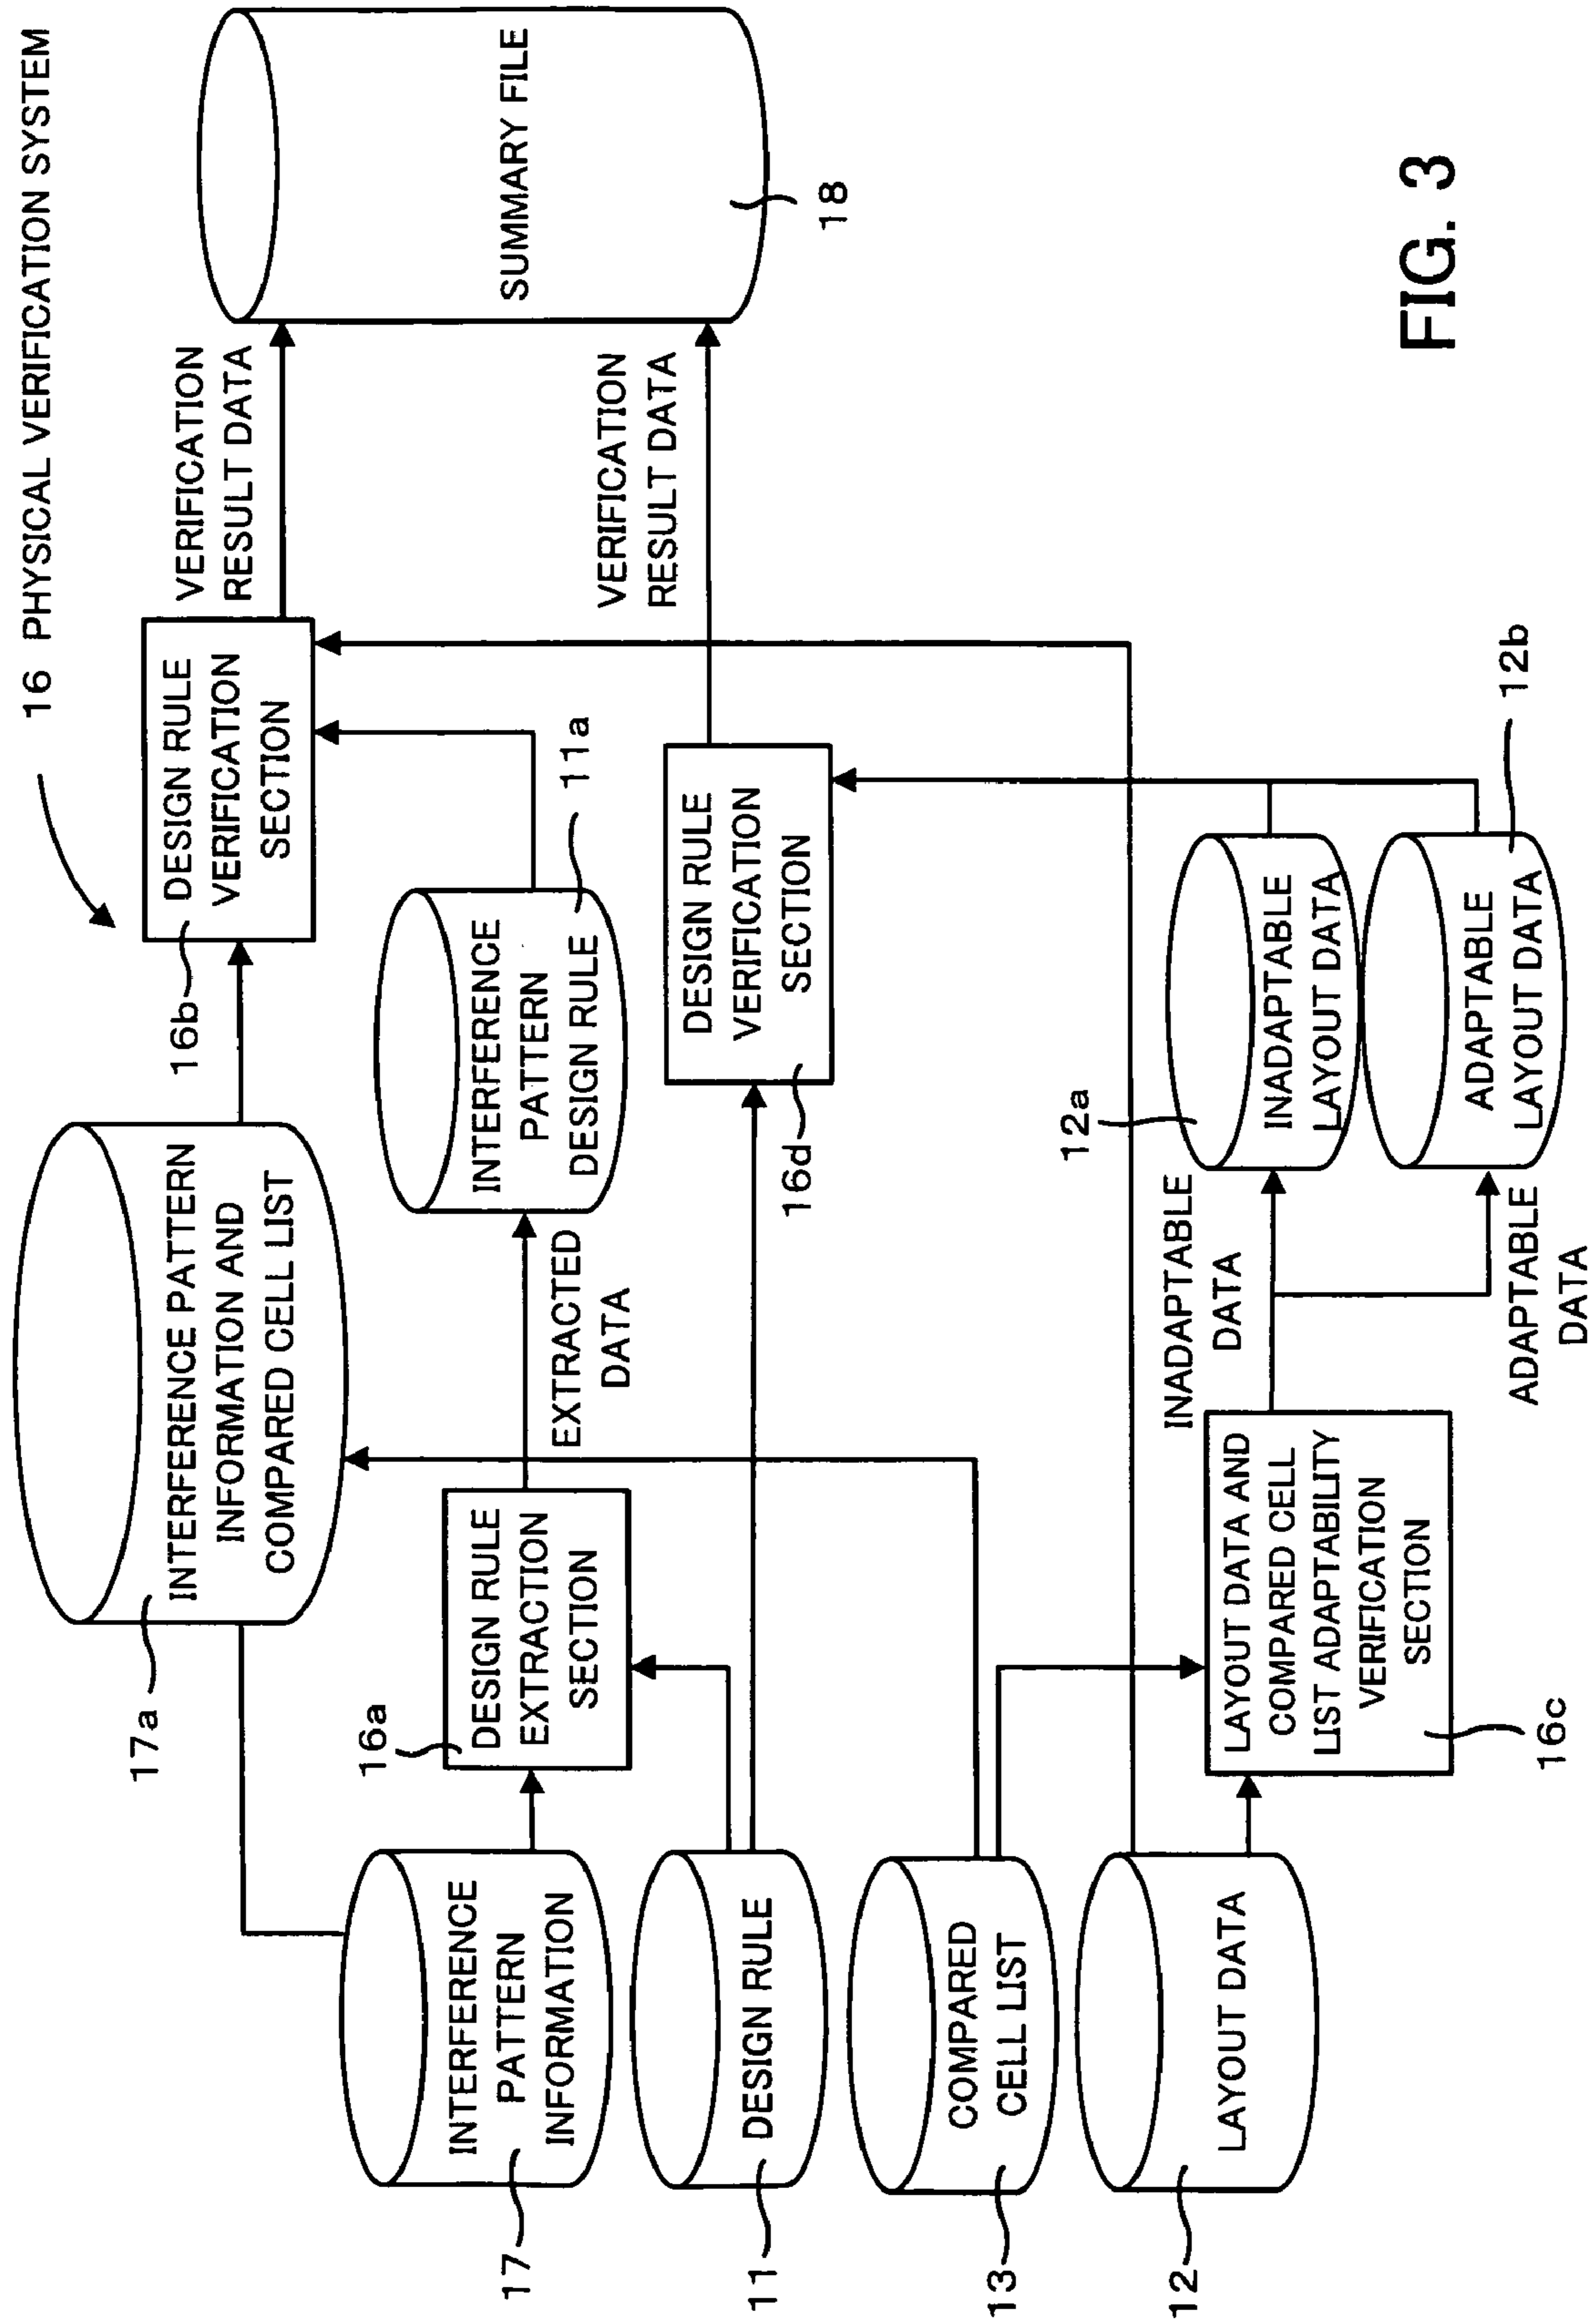 16 PHYSICAL VERIFICATION SYSTEM
17a
INTERFERENCE PATTERN
INFORMATION AND
COMPARED CELL LIST
16b
DESIGN RULE
VERIFICATION
SECTION
VERIFICATION
RESULT DATA
SUMMARY FILE
18
17
INTERFERENCE
PATTERN
INFORMATION
16a
DESIGN RULE
EXTRACTION
SECTION
EXTRACTED
DATA
INTERFERENCE
PATTERN
DESIGN RULE
11a
11
DESIGN RULE
16d
DESIGN RULE
VERIFICATION
SECTION
VERIFICATION
RESULT DATA
13
COMPARED
CELL LIST
12
LAYOUT DATA
LAYOUT DATA AND
COMPARED CELL
LIST ADAPTABILITY
VERIFICATION
SECTION
16c
INADAPTABLE
DATA
ADAPTABLE
DATA
12a
INADAPTABLE
LAYOUT DATA
ADAPTABLE
LAYOUT DATA
12b
FIG. 3